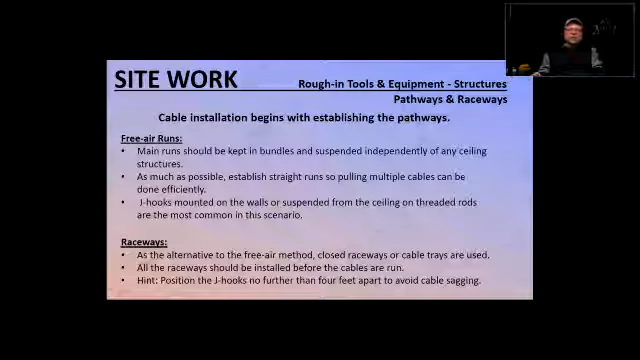 SITE WORK
Rough-in Tools & Equipment - Structures
Pathways & Raceways
Cable installation begins with establishing the pathways.
Free-air Runs:
• Main runs should be kept in bundles and suspended independently of any ceiling
structures.
• As much as possible, establish straight runs so pulling multiple cables can be
done efficiently.
• J-hooks mounted on the walls or suspended from the ceiling on threaded rods
are the most common in this scenario.
Raceways:
• As the alternative to the free-air method, closed raceways or cable trays are used.
• All the raceways should be installed before the cables are run.
• Hint: Position the J-hooks no further than four feet apart to avoid cable sagging.